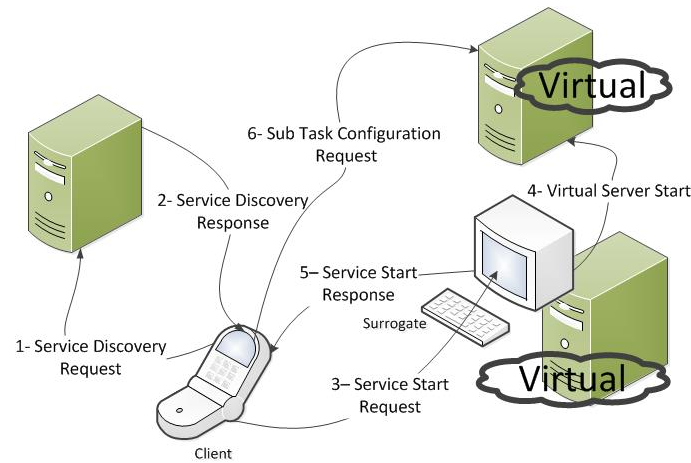 Virtual
6- Sub Task Configuration
Request
2- Service Discovery
Response
4- Virtual Server Start
5– Service Start
Response
Surrogate
1- Service Discovery
Request
3– Service Start
Request
Virtual
Client